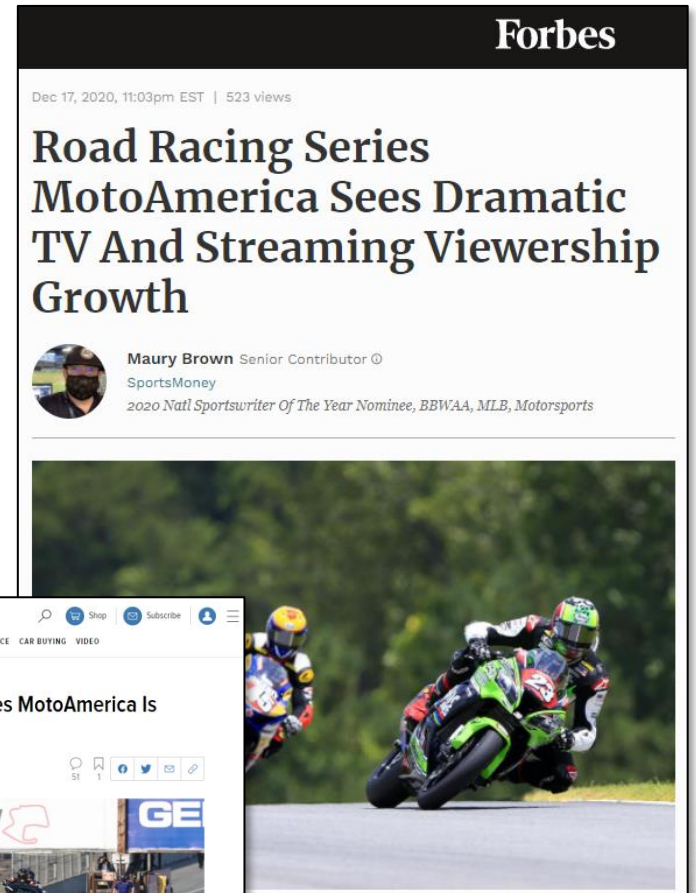 Forbes
Dec 17, 2020, 11:03pm EST | 523 views
Road Racing Series
MotoAmerica Sees Dramatic
TV And Streaming Viewership
Growth
Maury Brown Senior Contributor
SportsMoney
2020 Natl Sportswriter Of The Year Nominee, BBWAA, MLB, Motorsports
23
Shop Subscribe
CE CAR BUYING VIDEO
es MotoAmerica Is
51 1
GE